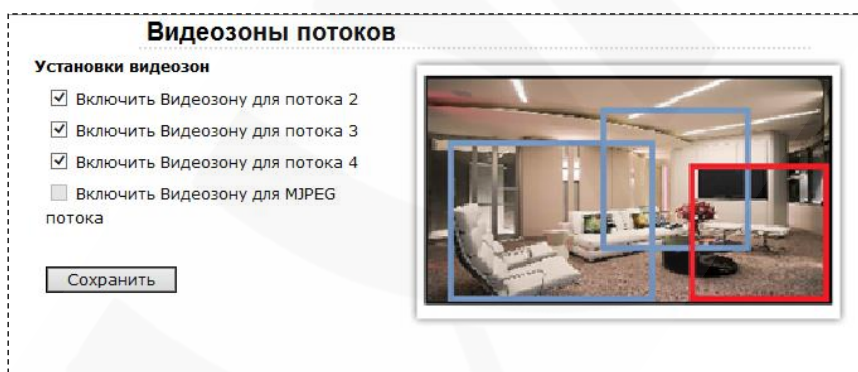 Видеозоны потоков
Установки видеозон
Включить Видеозону для потока 2
Включить Видеозону для потока 3
Включить Видеозону для потока 4
Включить Видеозону для MJPEG
потока
Сохранить